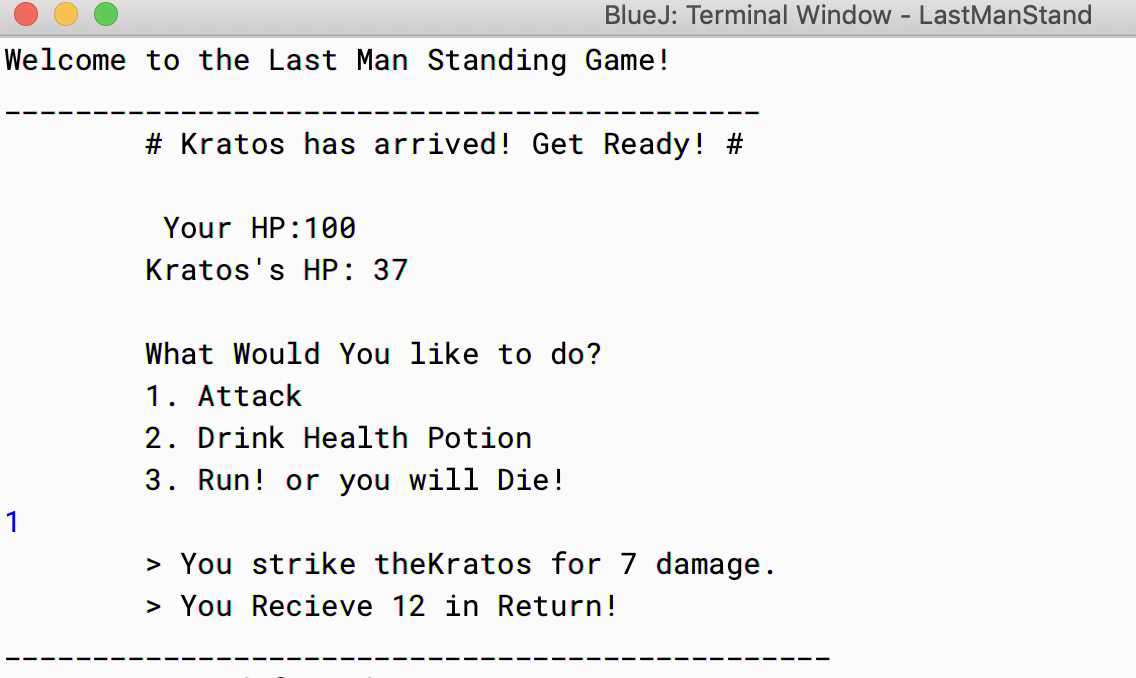 BlueJ: Terminal Window - LastManStand
Welcome to the Last Man Standing Game!
-------------------------------------------
# Kratos has arrived! Get Ready! #
Your HP:100
Kratos's HP: 37
What Would You like to do?
1. Attack
2. Drink Health Potion
3. Run! or you will Die!
1
> You strike theKratos for 7 damage.
> You Recieve 12 in Return!
-----------------------------------------------